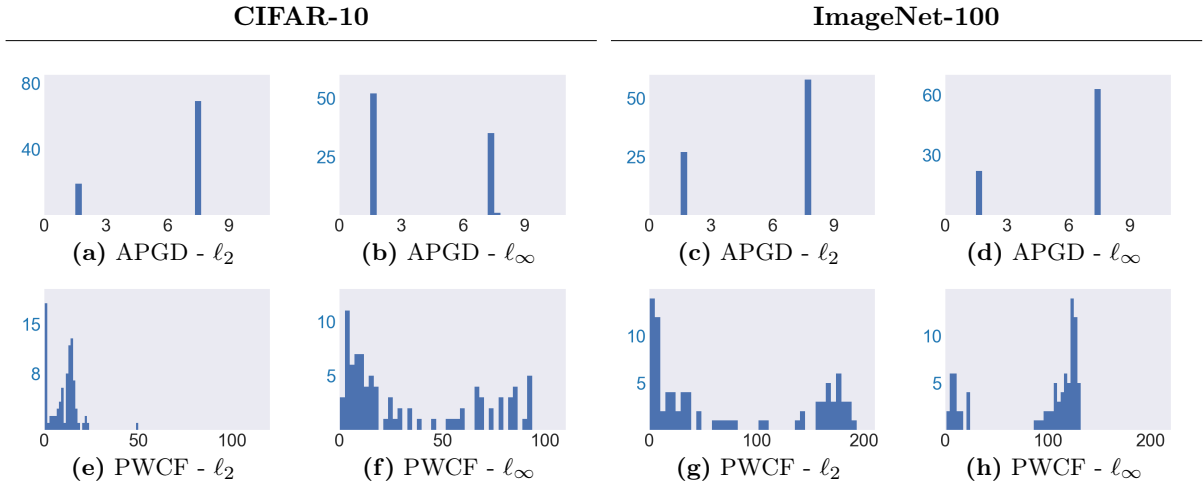 CIFAR-10 ImageNet-100
80
40
0 3 6 9
(a) APGD - ℓ₂
50
25
0 3 6 9
(b) APGD - ℓ∞
50
25
0 3 6 9
(c) APGD - ℓ₂
60
30
0 3 6 9
(d) APGD - ℓ∞
15
8
0 50 100
(e) PWCF - ℓ₂
10
5
0 50 100
(f) PWCF - ℓ∞
10
5
0 100 200
(g) PWCF - ℓ₂
10
5
0 100 200
(h) PWCF - ℓ∞